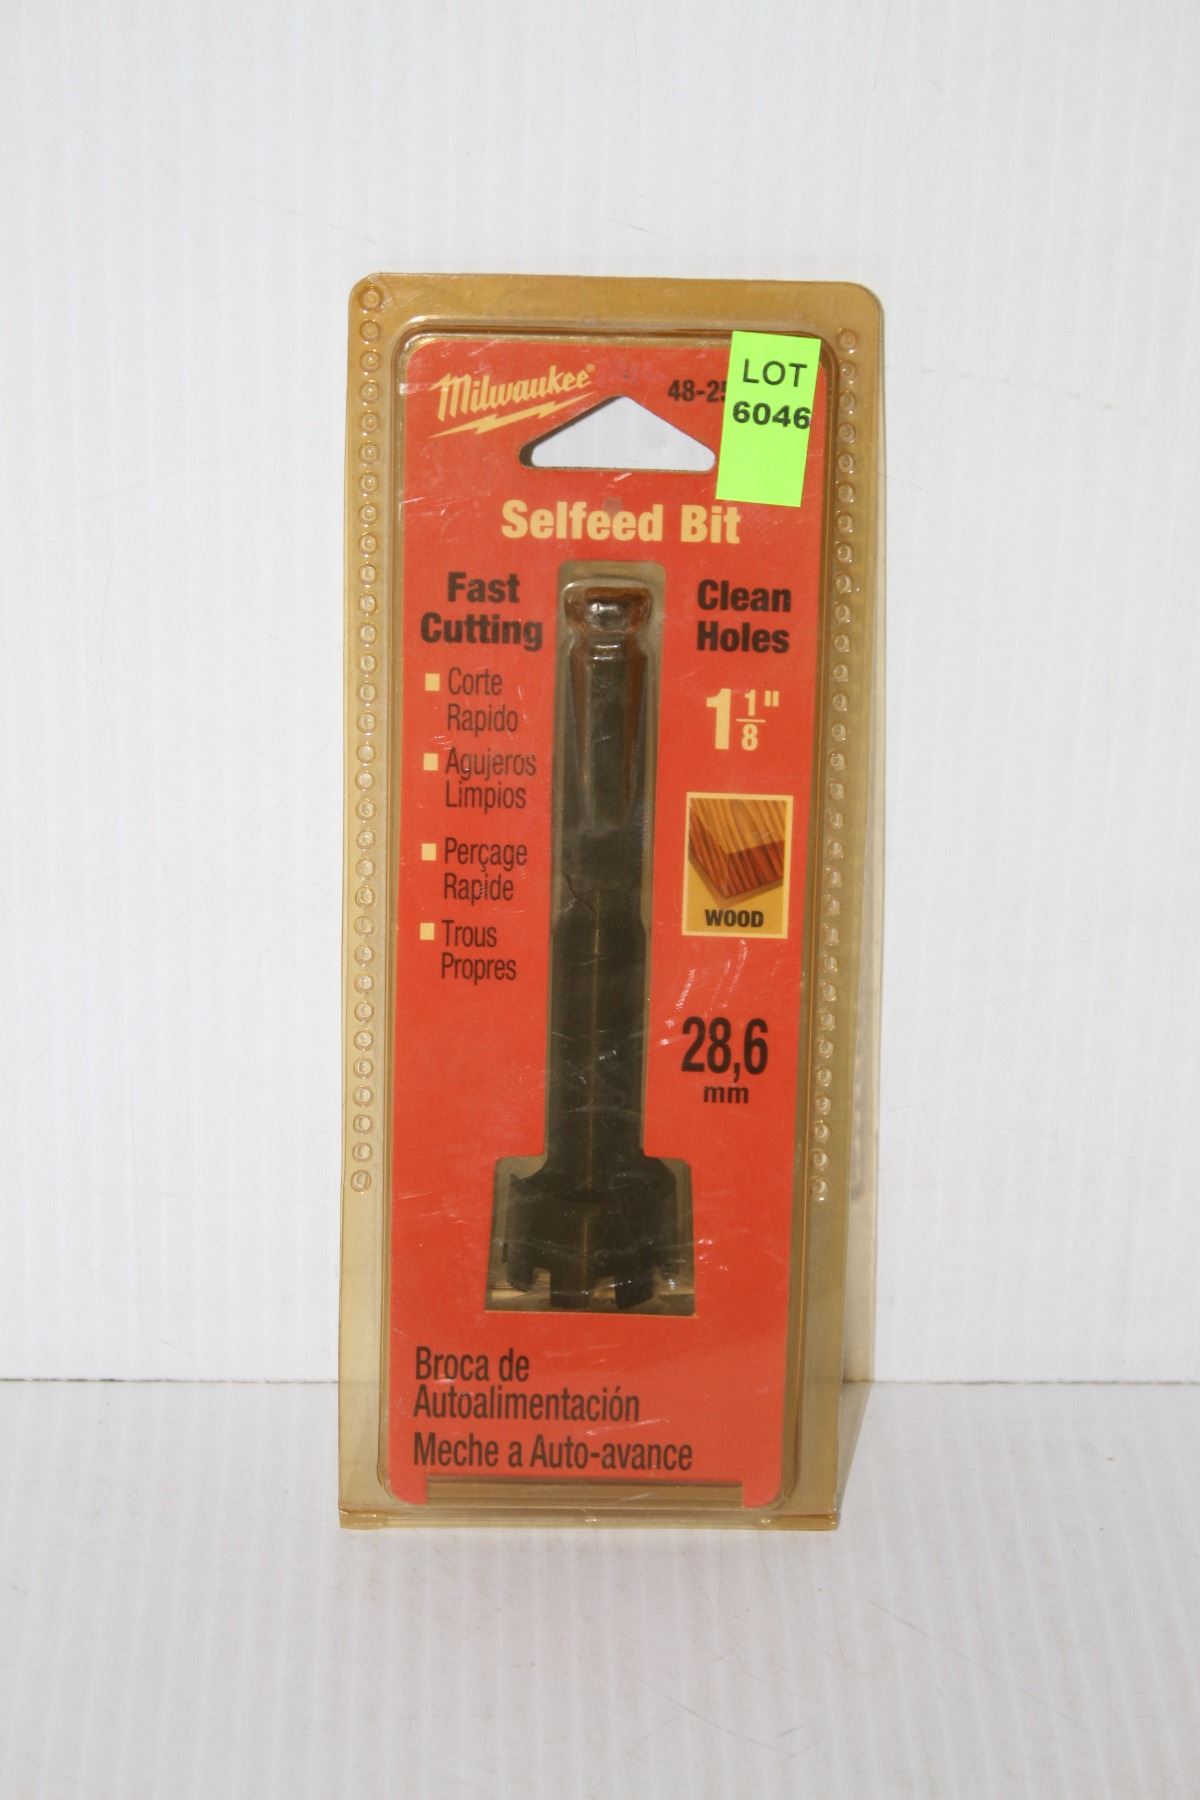 Milwaukee®
48-25
LOT
6046
Selfeed Bit
Fast
Cutting
Clean
Holes
Corte
Rapido
Agujeros
Limpios
Perçage
Rapide
Trous
Propres
1 1/8"
WOOD
28,6
mm
Broca de
Autoalimentación
Meche a Auto-avance